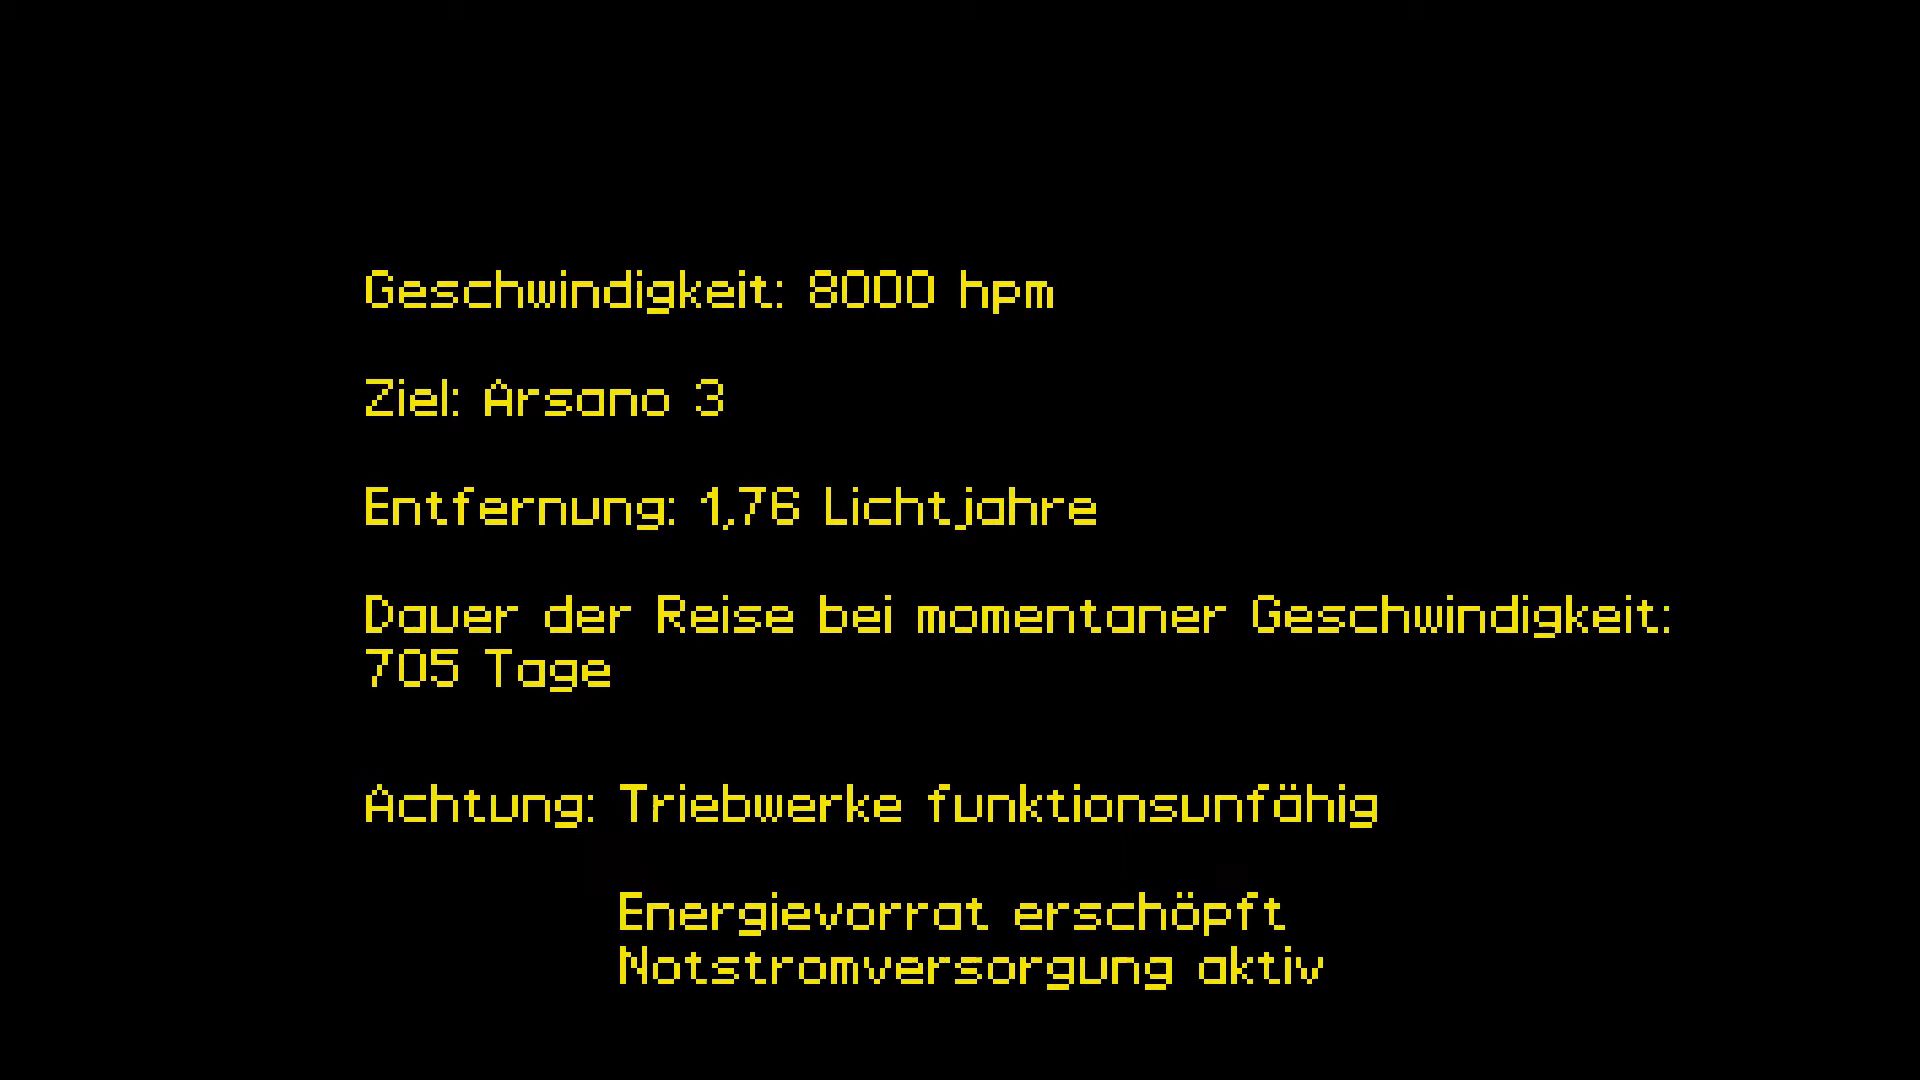 Geschwindigkeit: 8000 hpm
Ziel: Arsano 3
Entfernung: 1,76 Lichtjahre
Dauer der Reise bei momentaner Geschwindigkeit:
705 Tage
Achtung: Triebwerke funktionsunfähig
Energievorrat erschöpft
Notstromversorgung aktiv